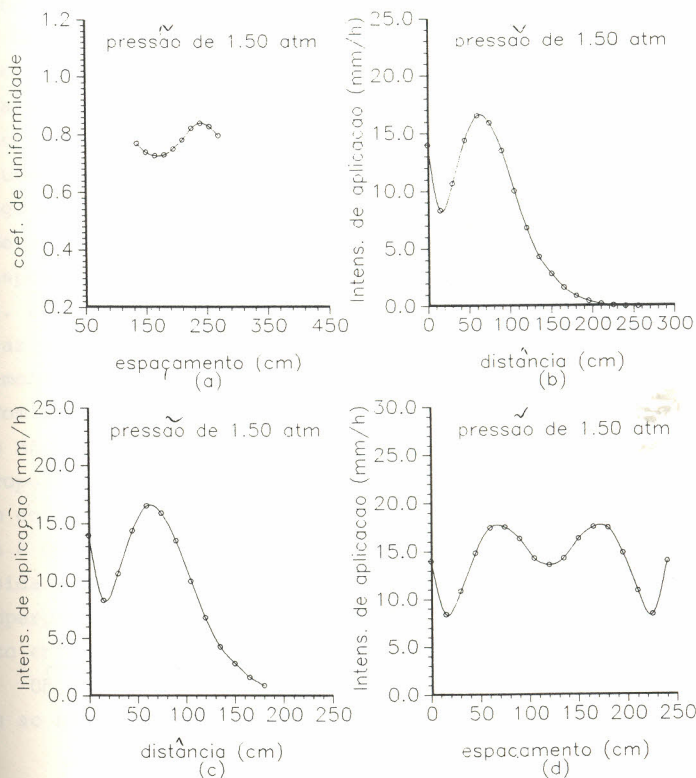 pressão de 1.50 atm
coef. de uniformidade
1.2
1.0
0.8
0.6
0.4
0.2
50
150
250
350
450
espaçamento (cm)
(a)
pressão de 1.50 atm
Intens. de aplicacao (mm/h)
25.0
20.0
15.0
10.0
5.0
0.0
0 50 100 150 200 250 300
distância (cm)
(b)
pressão de 1.50 atm
Intens. de aplicação (mm/h)
25.0
20.0
15.0
10.0
5.0
0.0
0 50 100 150 200 250
distância (cm)
(c)
pressão de 1.50 atm
Intens. de aplicacao (mm/h)
30.0
25.0
20.0
15.0
10.0
5.0
0.0
0 50 100 150 200 250
espacamento (cm)
(d)